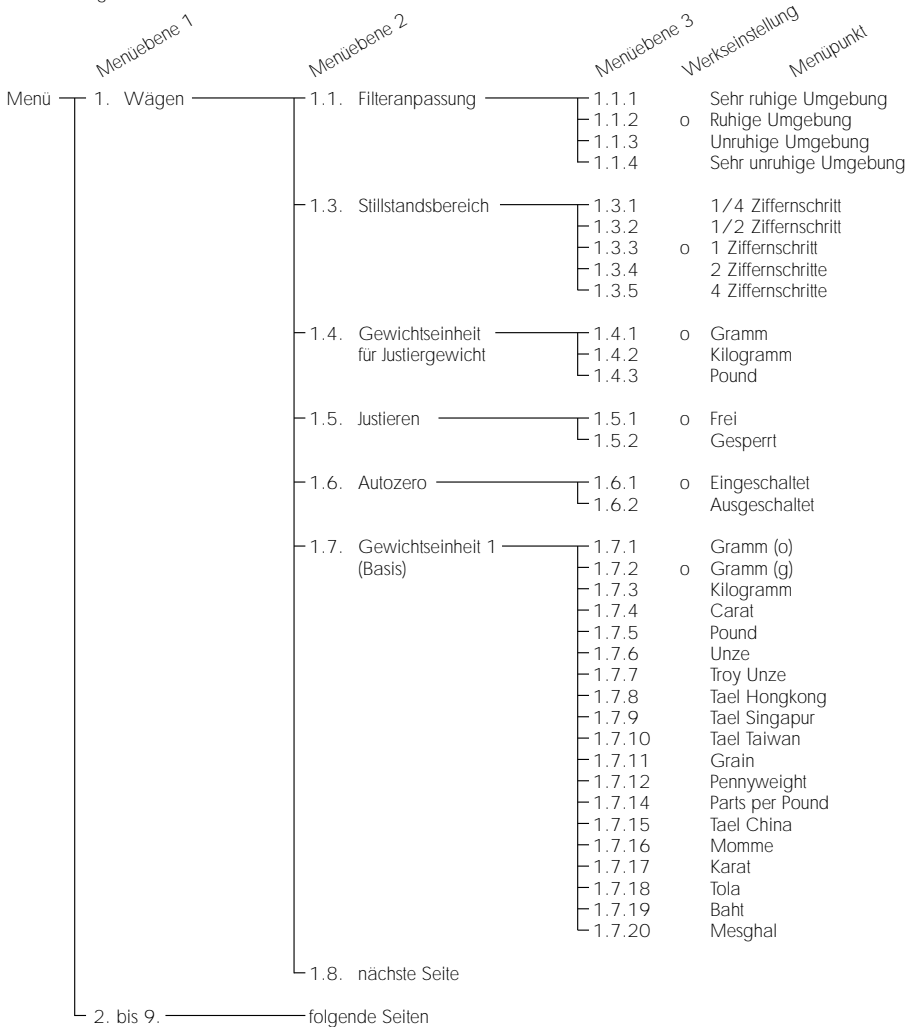 Menüebene 1 Menüebene 2 Menüebene 3 Werkseinstellung Menüpunkt
Menü 1. Wägen 1.1. Filteranpassung 1.1.1 Sehr ruhige Umgebung
1.1.2 o Ruhige Umgebung
1.1.3 Unruhige Umgebung
1.1.4 Sehr unruhige Umgebung
1.3. Stillstandsbereich 1.3.1 1/4 Ziffernschritt
1.3.2 1/2 Ziffernschritt
1.3.3 o 1 Ziffernschritt
1.3.4 2 Ziffernschritte
1.3.5 4 Ziffernschritte
1.4. Gewichtseinheit 1.4.1 o Gramm
für Justiergewicht 1.4.2 Kilogramm
1.4.3 Pound
1.5. Justieren 1.5.1 o Frei
1.5.2 Gesperrt
1.6. Autozero 1.6.1 o Eingeschaltet
1.6.2 Ausgeschaltet
1.7. Gewichtseinheit 1 1.7.1 Gramm (o)
(Basis) 1.7.2 o Gramm (g)
1.7.3 Kilogramm
1.7.4 Carat
1.7.5 Pound
1.7.6 Unze
1.7.7 Troy Unze
1.7.8 Tael Hongkong
1.7.9 Tael Singapur
1.7.10 Tael Taiwan
1.7.11 Grain
1.7.12 Pennyweight
1.7.14 Parts per Pound
1.7.15 Tael China
1.7.16 Momme
1.7.17 Karat
1.7.18 Tola
1.7.19 Baht
1.7.20 Mesghal
1.8. nächste Seite
2. bis 9. folgende Seiten